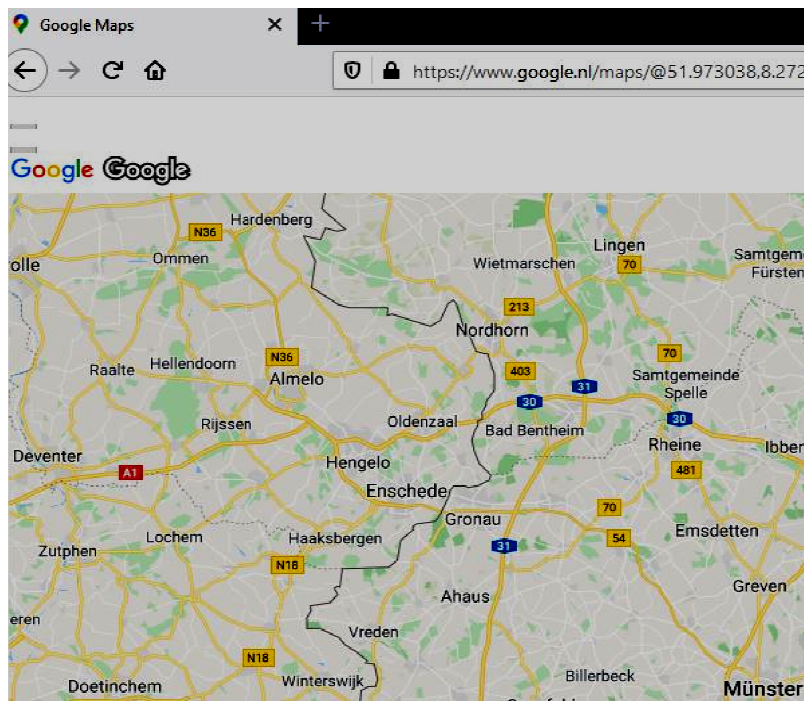 Google Maps
https://www.google.nl/maps/@51.973038,8.272
Google Google
Hardenberg
N36
Lingen
olle
Ommen
Wietmarschen
70
Samtgem
Fürsten
213
Nordhorn
N36
70
Raalte
Hellendoorn
Almelo
403
31
Samtgemeinde
Spelle
30
30
Rijssen
Oldenzaal
Bad Bentheim
Rheine
Ibber
Deventer
A1
Hengelo
481
Enschede
70
Gronau
Lochem
Haaksbergen
31
54
Emsdetten
Zutphen
N18
Greven
Ahaus
eren
Vreden
N18
Winterswijk
Billerbeck
Doetinchem
Münster